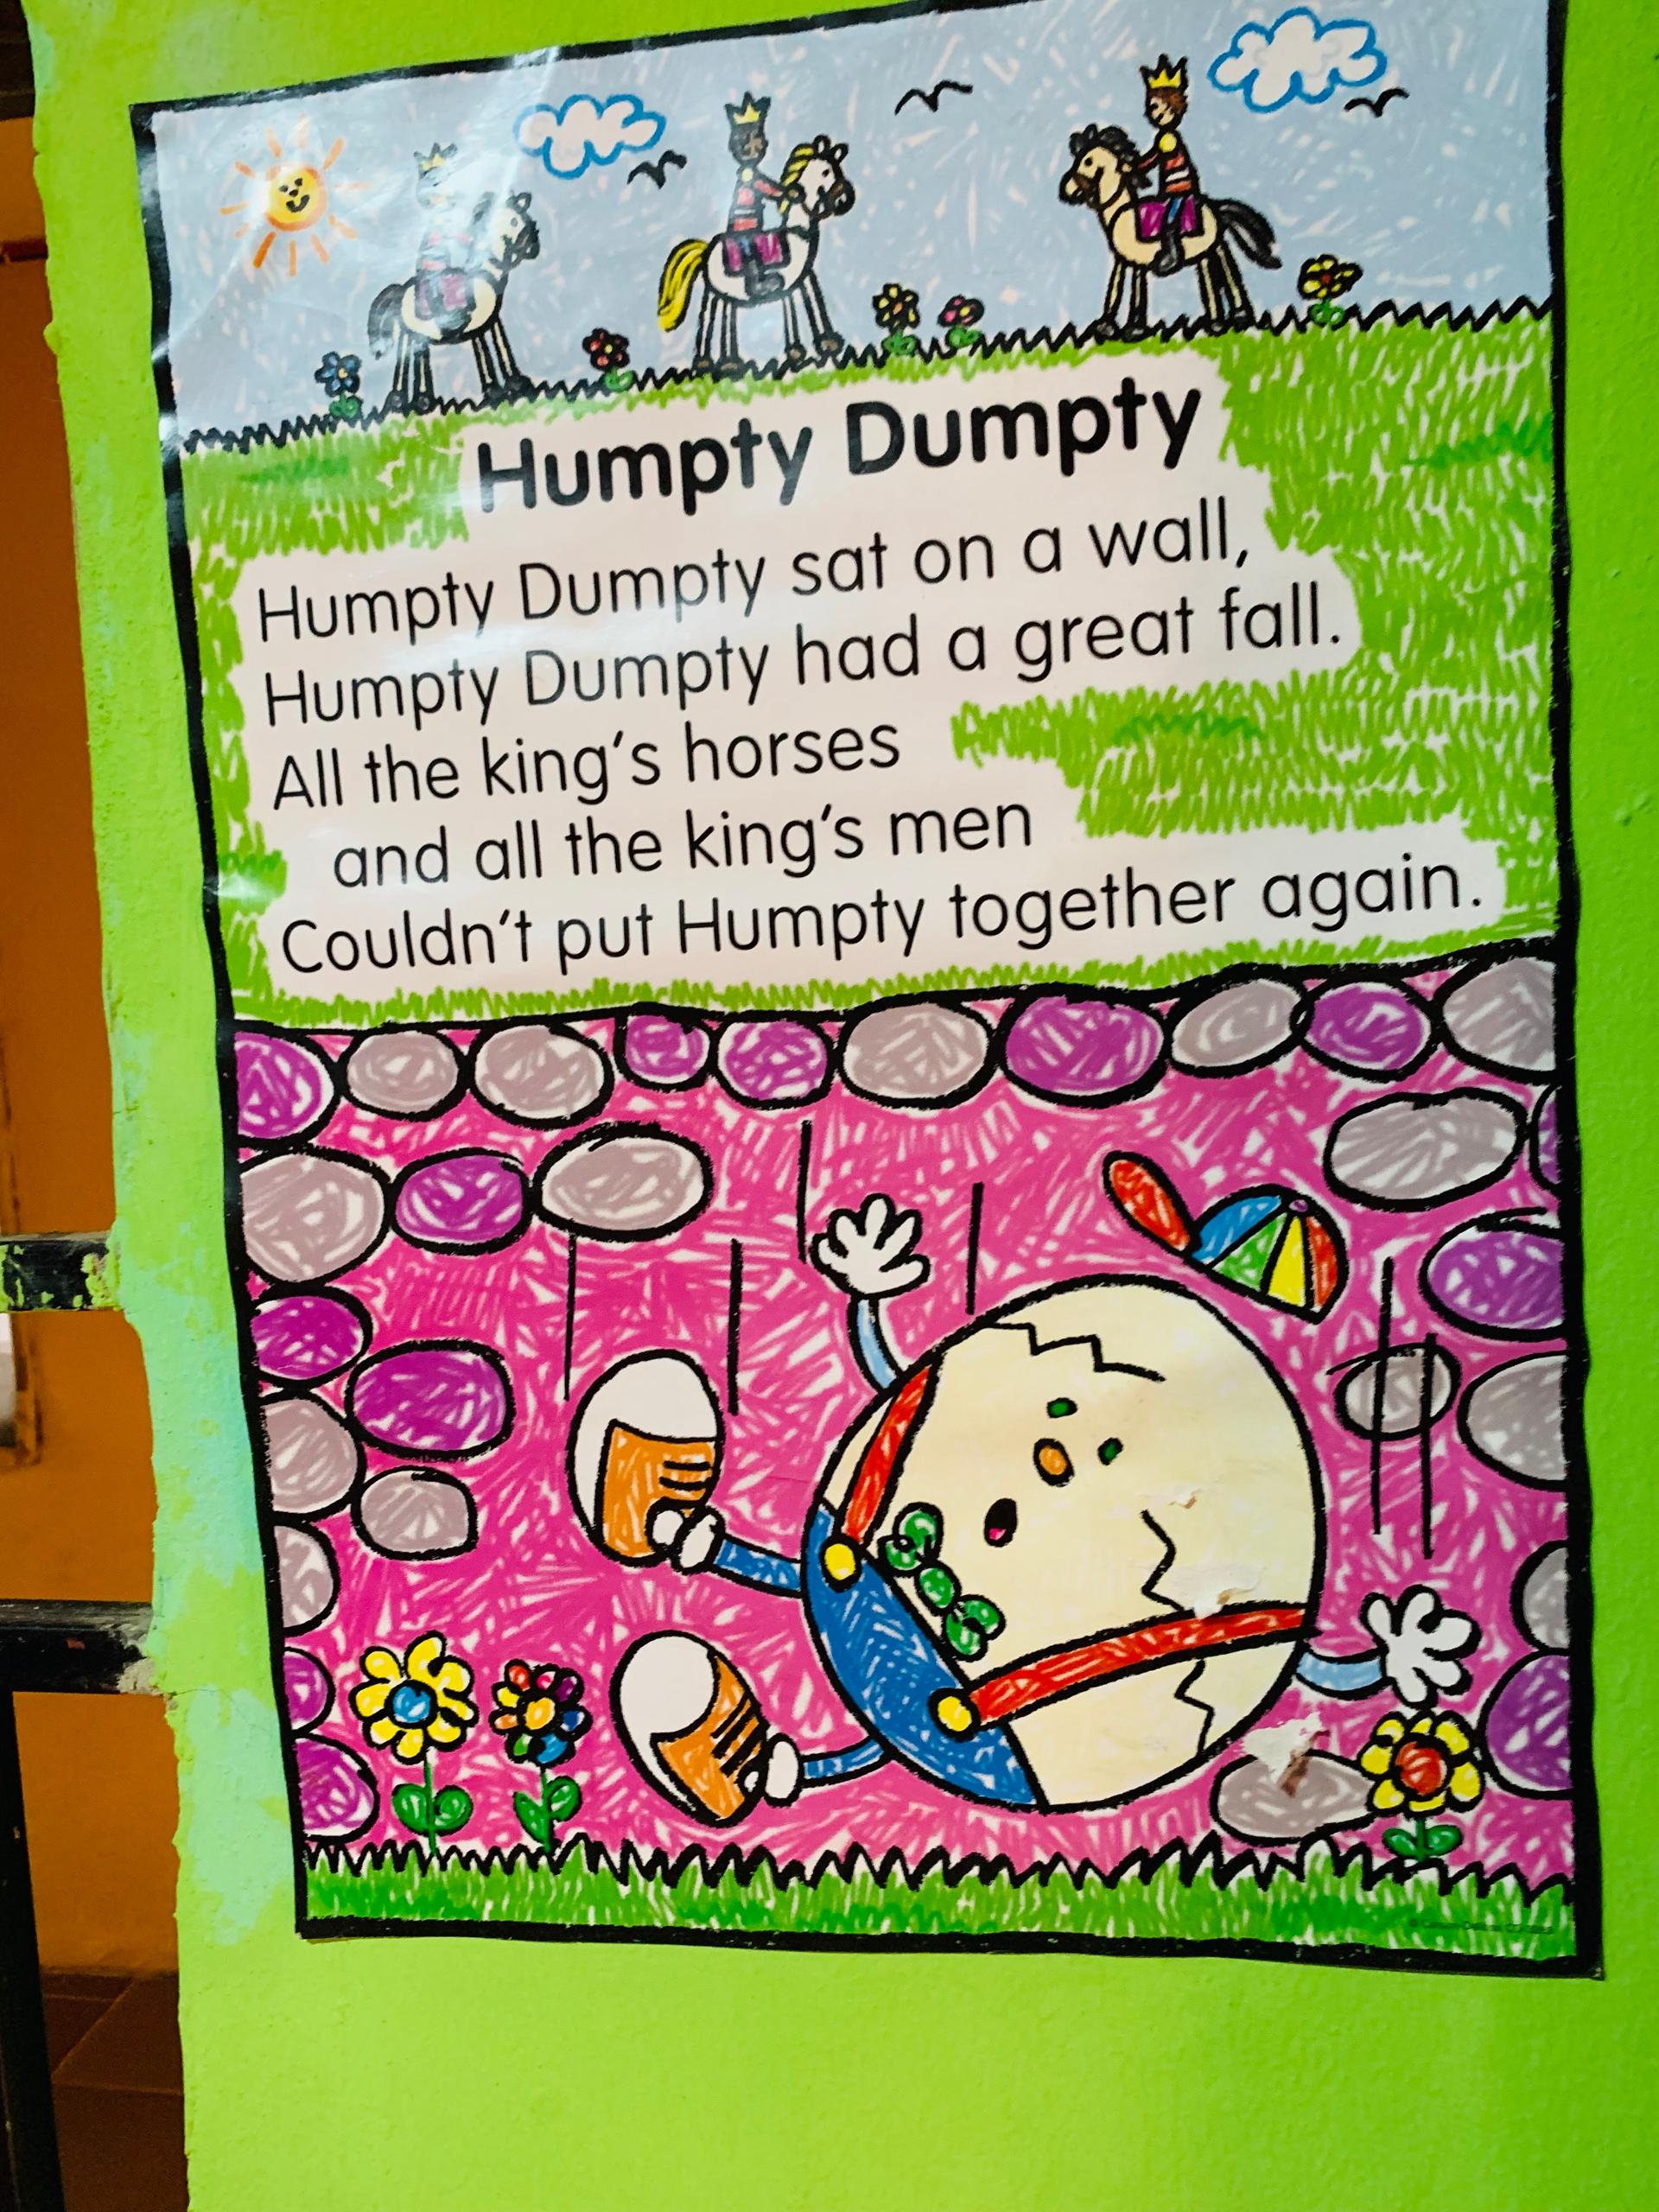 Humpty Dumpty
Humpty Dumpty sat on a wall,
Humpty Dumpty had a great fall.
All the king's horses
and all the king's men
Couldn't put Humpty together again.